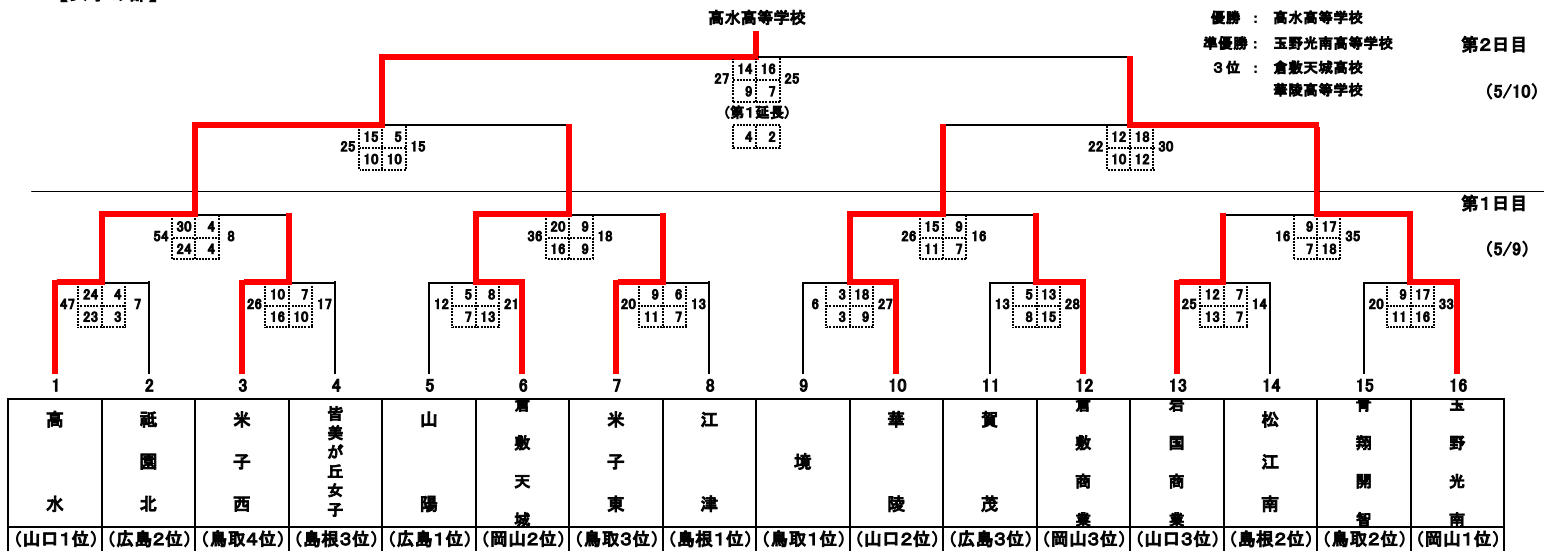 高水高等学校
優勝 : 高水高等学校
準優勝: 玉野光南高等学校
第2日目
3位 : 倉敷天城高校
華陵高等学校
(5/10)
27 14 16 25
9 7
(第1延長)
4 2
25 15 5 15
10 10
22 12 18 30
10 12
第1日目
(5/9)
54 30 4 8
24 4
36 20 9 18
16 9
26 15 9 16
11 7
16 9 17 35
7 18
47 24 4 7
23 3
26 10 7 17
16 10
12 5 8 21
7 13
20 9 6 13
11 7
6 3 18 27
3 9
13 5 13 28
8 15
25 12 7 14
13 7
20 9 17 33
11 16
1 2 3 4 5 6 7 8 9 10 11 12 13 14 15 16
高水
祗園北
米子西
皆美が丘女子
山陽
倉敷天城
米子東
江津
境
華陵
賀茂
倉敷商業
岩国商業
松江南
青翔開智
玉野光南
(山口1位) (広島2位) (鳥取4位) (島根3位) (広島1位) (岡山2位) (鳥取3位) (島根1位) (鳥取1位) (山口2位) (広島3位) (岡山3位) (山口3位) (島根2位) (鳥取2位) (岡山1位)